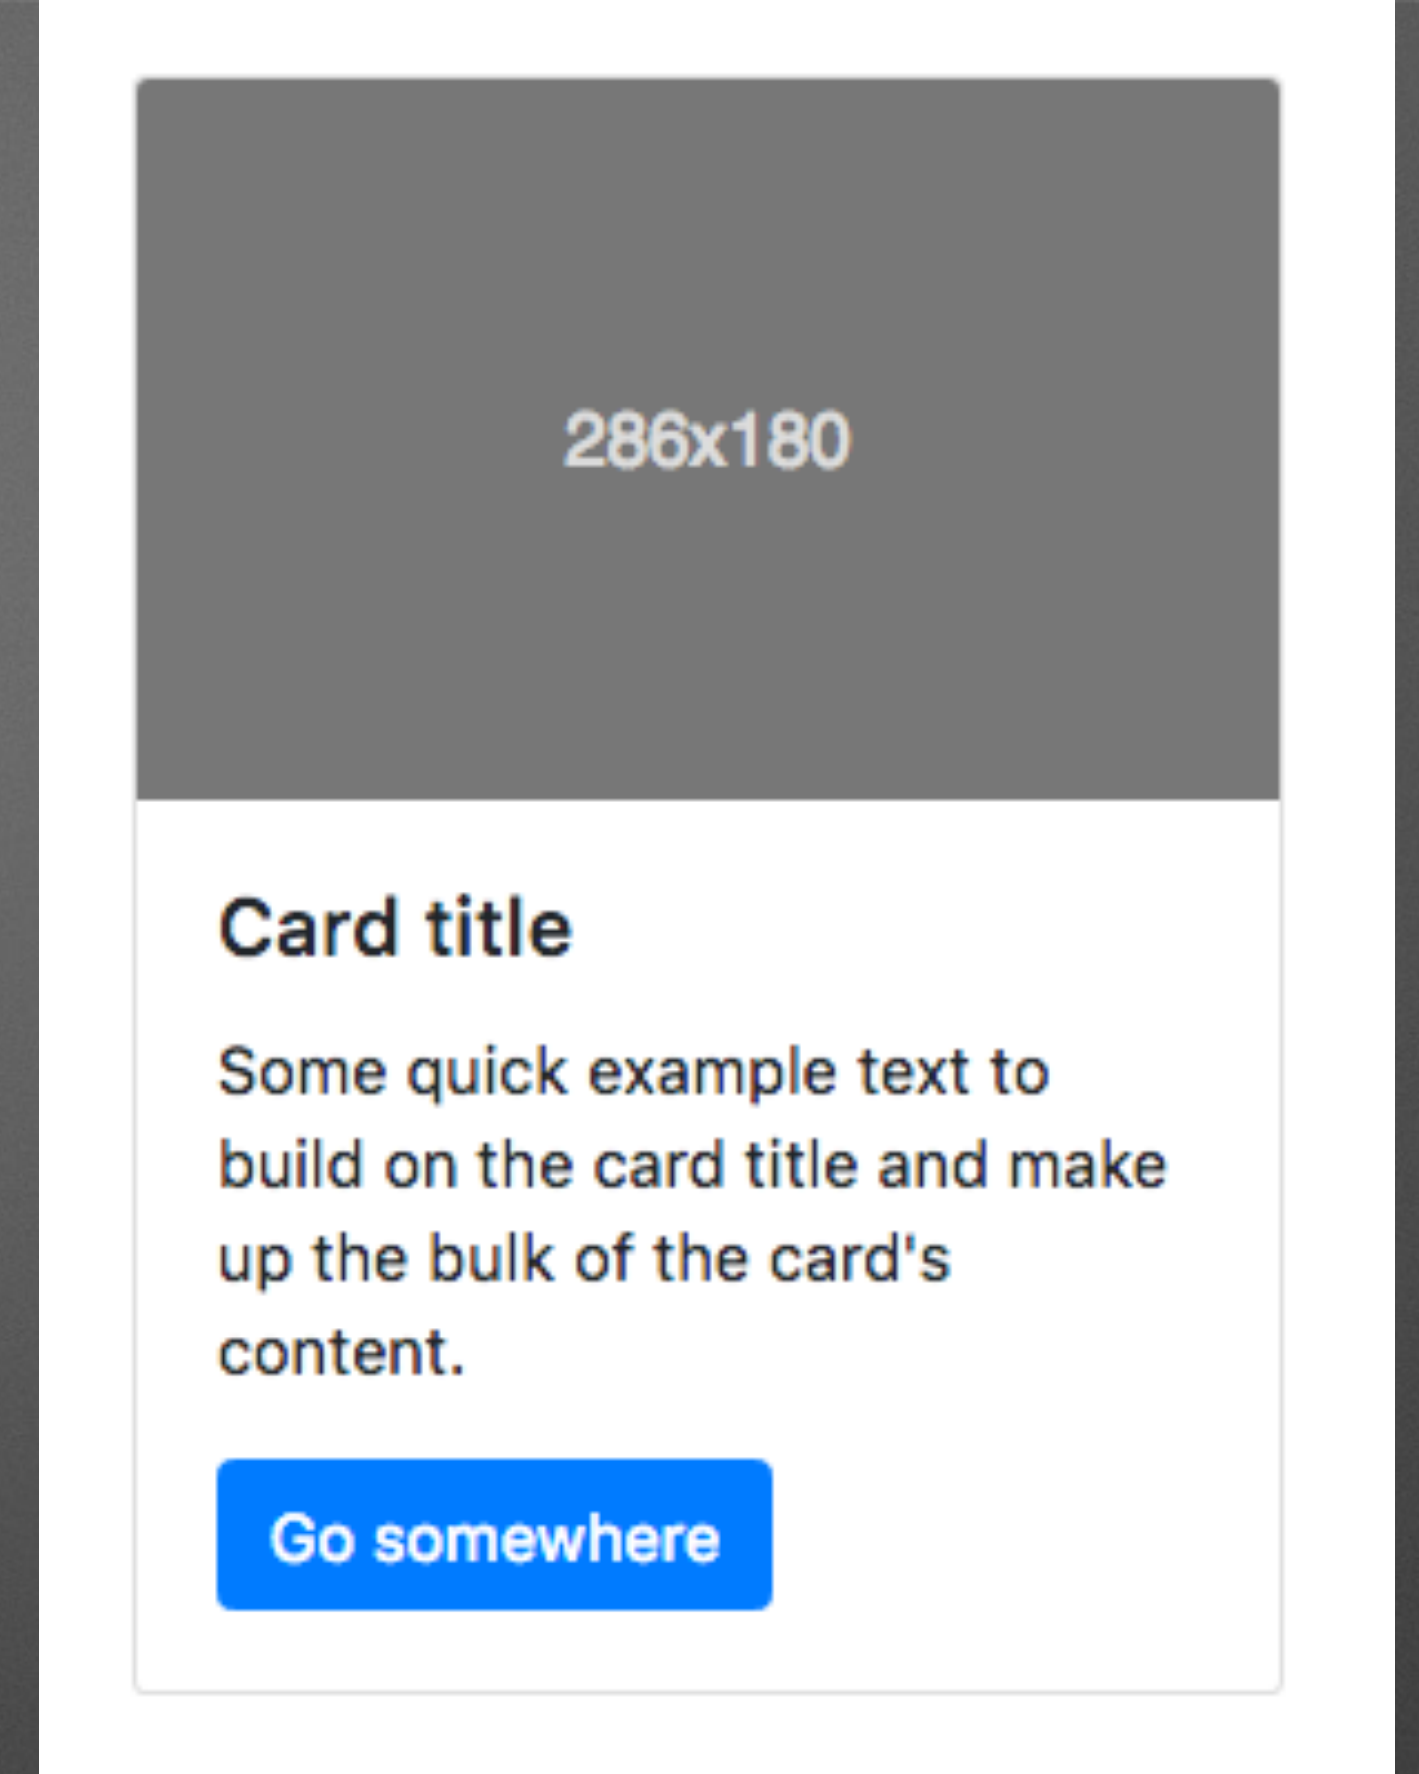 286x180
Card title
Some quick example text to
build on the card title and make
up the bulk of the card's
content.
Go somewhere